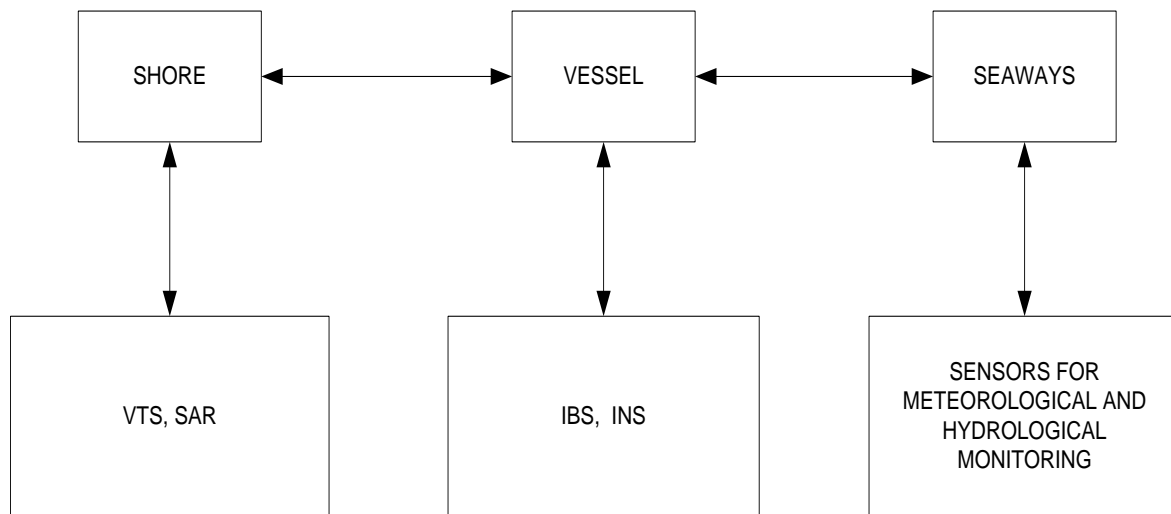 SHORE
VESSEL
SEAWAYS
VTS, SAR
IBS, INS
SENSORS FOR
METEOROLOGICAL AND
HYDROLOGICAL
MONITORING